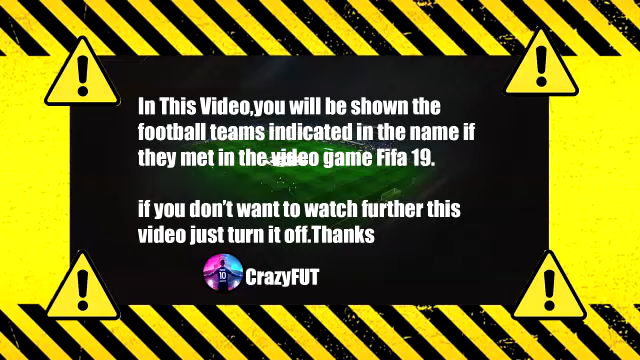 In This Video,you will be shown the
football teams indicated in the name if
they met in the video game Fifa 19.
if you don't want to watch further this
video just turn it off.Thanks
10
CrazyFUT